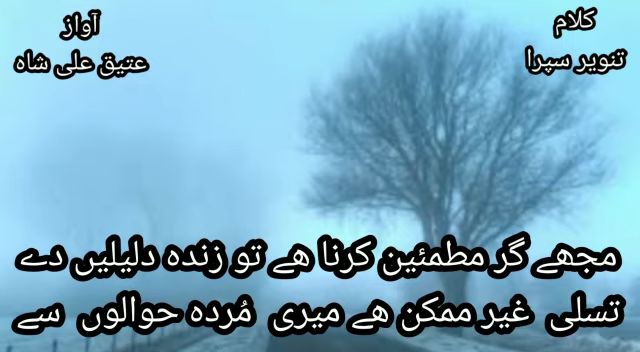 کلام
تنویر سپرا
آواز
عتیق علی شاہ
مجھے گر مطمئین کرنا ھے تو زندہ دلیلیں دے
تسلی غیر ممکن ھے میری مُردہ حوالوں سے